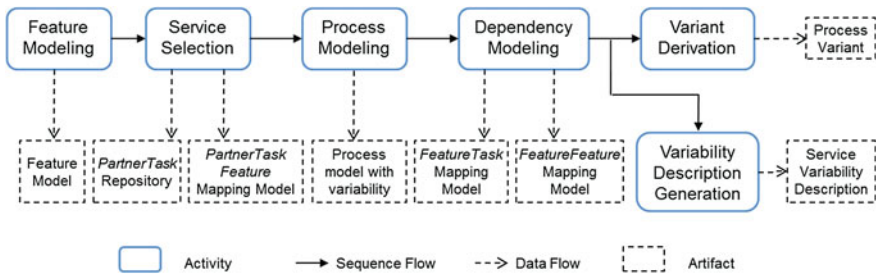 Feature
Modeling
Service
Selection
Process
Modeling
Dependency
Modeling
Variant
Derivation
Process
Variant
Feature
Model
PartnerTask
Repository
PartnerTask
Feature
Mapping Model
Process
model with
variability
FeatureTask
Mapping
Model
FeatureFeature
Mapping
Model
Variability
Description
Generation
Service
Variability
Description
Activity
Sequence Flow
Data Flow
Artifact